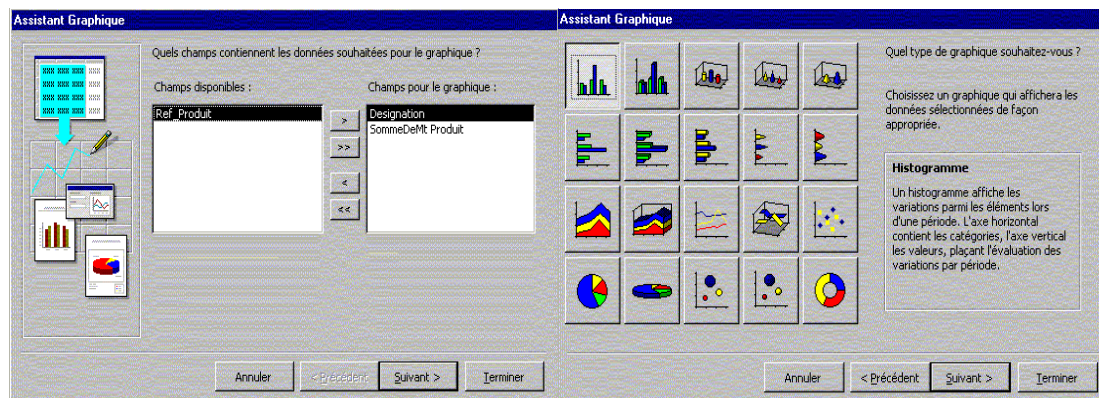 Assistant Graphique
Quels champs contiennent les données souhaitées pour le graphique ?
Champs disponibles :
Champs pour le graphique :
Ref_Produit
Designation
SommeDeMt Produit
>
>>
<
<<
Annuler
< Précédent
Suivant >
Terminer
Assistant Graphique
Quel type de graphique souhaitez-vous ?
Choisissez un graphique qui affichera les
données sélectionnées de façon
appropriée.
Histogramme
Un histogramme affiche les
variations parmi les éléments lors
d'une période. L'axe horizontal
contient les catégories, l'axe vertical
les valeurs, plaçant l'évaluation des
variations par période.
Annuler
< Précédent
Suivant >
Terminer